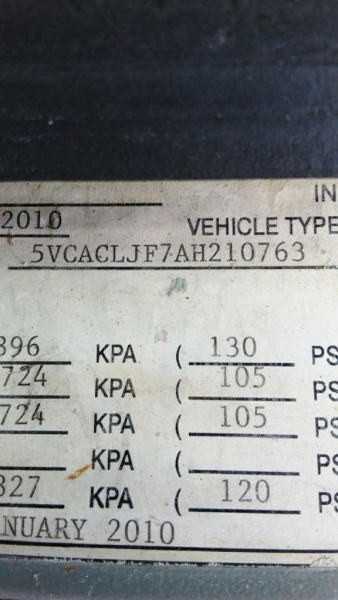 IN
2010 VEHICLE TYPE
5VCACLJF7AH210763
896 KPA ( 130 PS
724 KPA ( 105 PS
724 KPA ( 105 PS
KPA ( PS
827 KPA ( 120 PS
ANUARY 2010